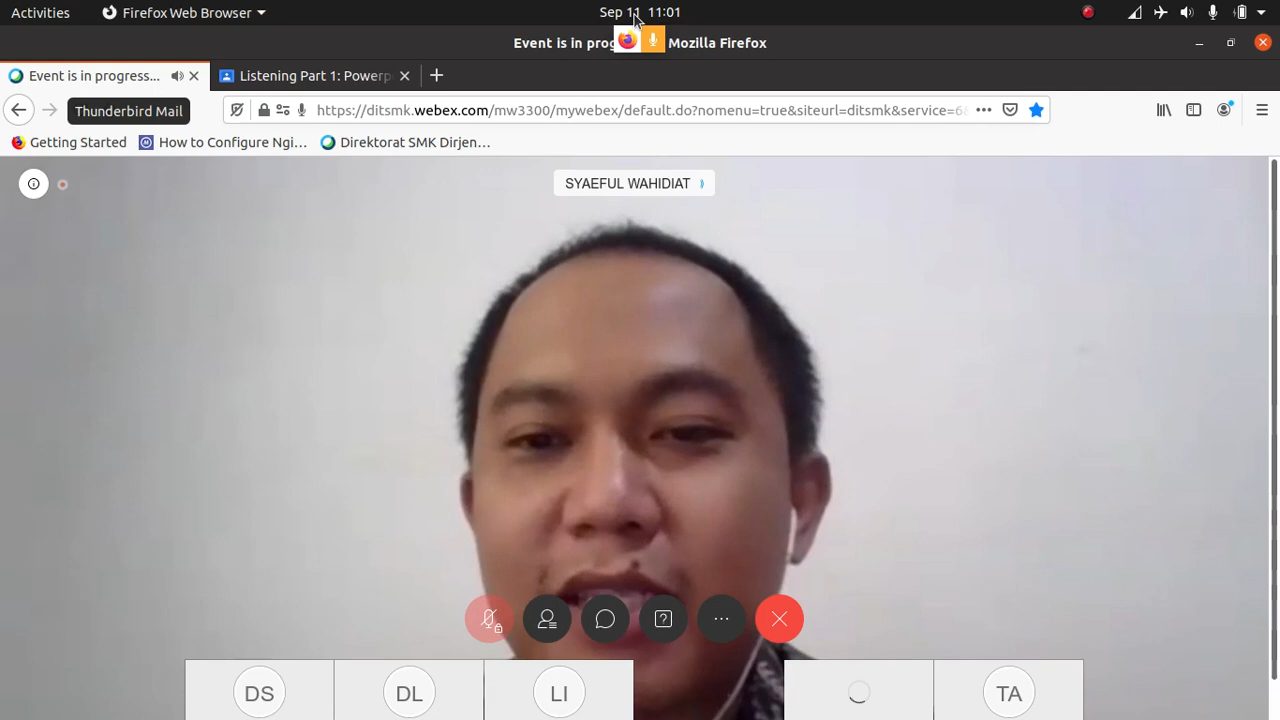 Activities Firefox Web Browser Sep 11 11:01
Event is in prog Mozilla Firefox
Event is in progress... Listening Part 1: Powerp
Thunderbird Mail https://ditsmk.webex.com/mw3300/mywebex/default.do?nomenu=true&siteurl=ditsmk&service=6
Getting Started How to Configure Ngi... Direktorat SMK Dirjen...
SYAEFUL WAHIDIAT
DS DL LI TA